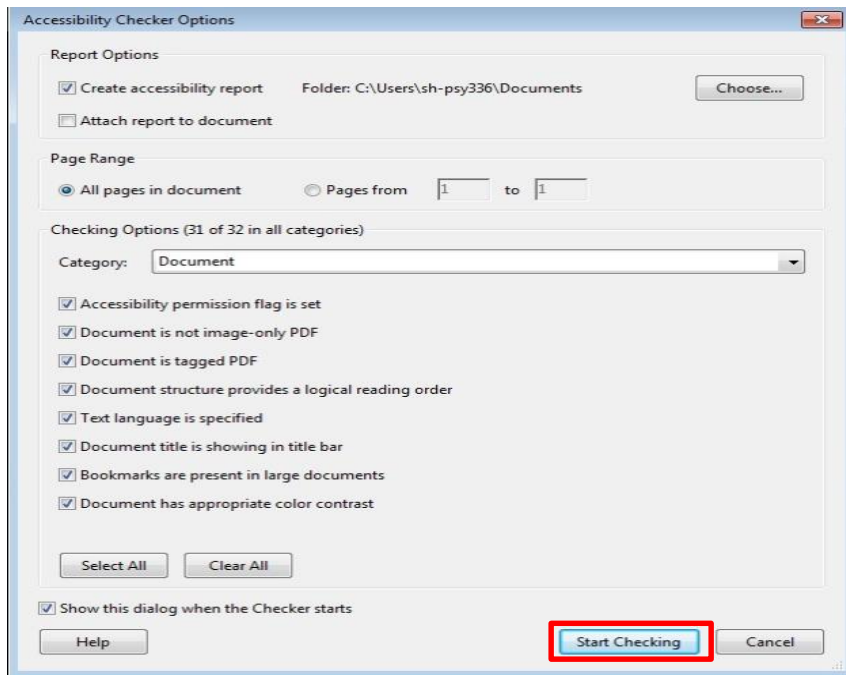 Accessibility Checker Options
Report Options
Create accessibility report Folder: C:\Users\sh-psy336\Documents Choose...
Attach report to document
Page Range
All pages in document Pages from 1 to 1
Checking Options (31 of 32 in all categories)
Category: Document
Accessibility permission flag is set
Document is not image-only PDF
Document is tagged PDF
Document structure provides a logical reading order
Text language is specified
Document title is showing in title bar
Bookmarks are present in large documents
Document has appropriate color contrast
Select All Clear All
Show this dialog when the Checker starts
Help Start Checking Cancel